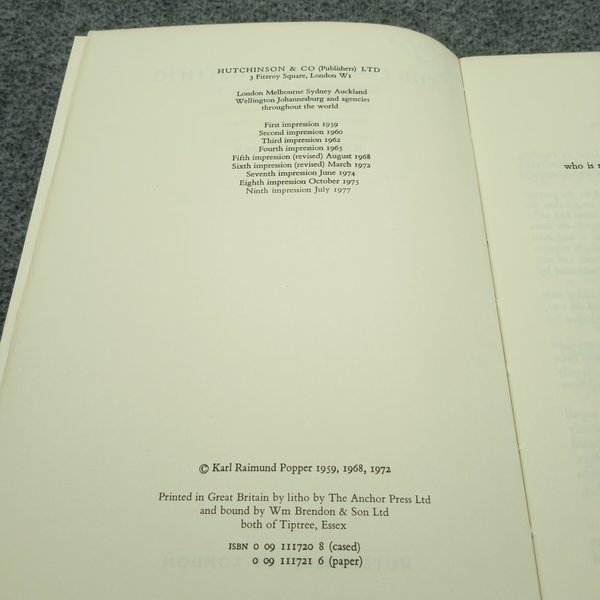 HUTCHINSON & CO (Publishers) LTD
3 Fitzroy Square, London W1
London Melbourne Sydney Auckland
Wellington Johannesburg and agencies
throughout the world
First impression 1959
Second impression 1960
Third impression 1962
Fourth impression 1965
Fifth impression (revised) August 1968
Sixth impression (revised) March 1972
Seventh impression June 1974
Eighth impression October 1975
Ninth impression July 1977
© Karl Raimund Popper 1959, 1968, 1972
Printed in Great Britain by litho by The Anchor Press Ltd
and bound by Wm Brendon & Son Ltd
both of Tiptree, Essex
ISBN 0 09 111720 8 (cased)
0 09 111721 6 (paper)
who is